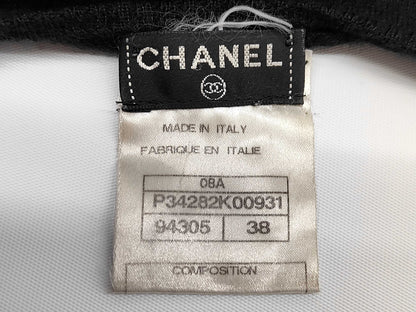 CHANEL
MADE IN ITALY
FABRIQUE EN ITALIE
08A
P34282K00931
94305 38
COMPOSITION